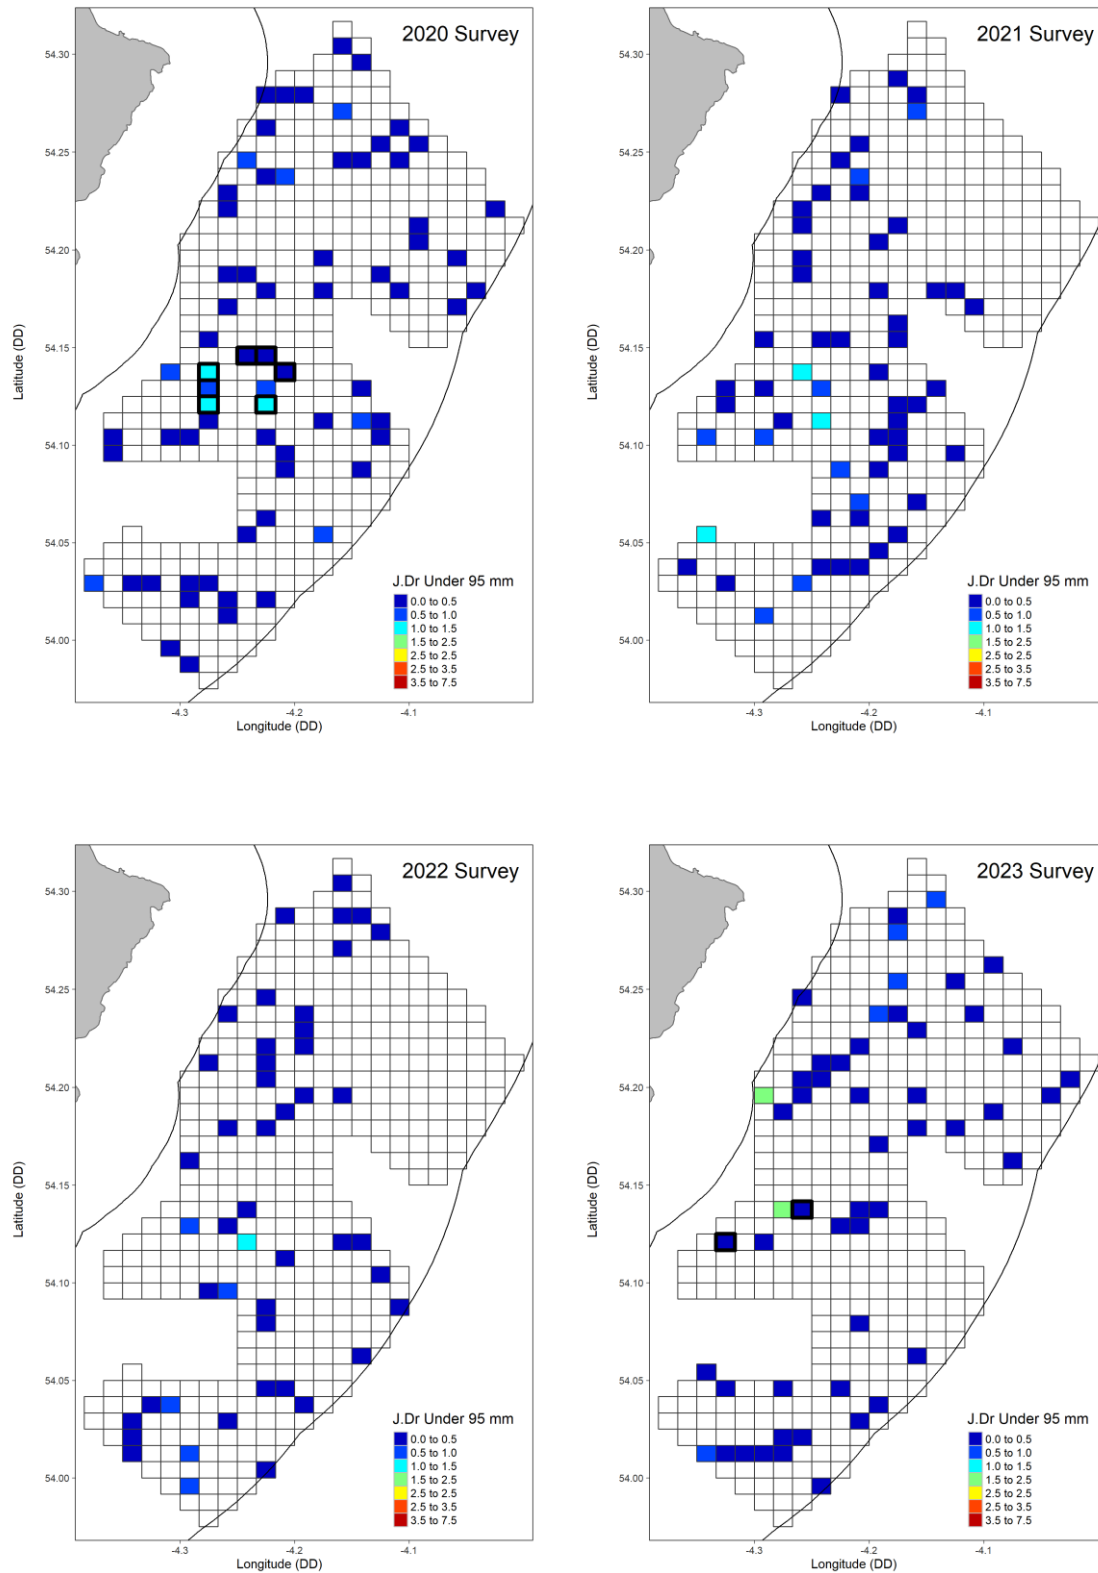 2020 Survey
54.30
54.25
54.20
54.15
54.10
54.05
54.00
Latitude (DD)
-4.3
-4.2
-4.1
Longitude (DD)
J.Dr Under 95 mm
0.0 to 0.5
0.5 to 1.0
1.0 to 1.5
1.5 to 2.5
2.5 to 2.5
2.5 to 3.5
3.5 to 7.5
2021 Survey
54.30
54.25
54.20
54.15
54.10
54.05
54.00
Latitude (DD)
-4.3
-4.2
-4.1
Longitude (DD)
J.Dr Under 95 mm
0.0 to 0.5
0.5 to 1.0
1.0 to 1.5
1.5 to 2.5
2.5 to 2.5
2.5 to 3.5
3.5 to 7.5
2022 Survey
54.30
54.25
54.20
54.15
54.10
54.05
54.00
Latitude (DD)
-4.3
-4.2
-4.1
Longitude (DD)
J.Dr Under 95 mm
0.0 to 0.5
0.5 to 1.0
1.0 to 1.5
1.5 to 2.5
2.5 to 2.5
2.5 to 3.5
3.5 to 7.5
2023 Survey
54.30
54.25
54.20
54.15
54.10
54.05
54.00
Latitude (DD)
-4.3
-4.2
-4.1
Longitude (DD)
J.Dr Under 95 mm
0.0 to 0.5
0.5 to 1.0
1.0 to 1.5
1.5 to 2.5
2.5 to 2.5
2.5 to 3.5
3.5 to 7.5